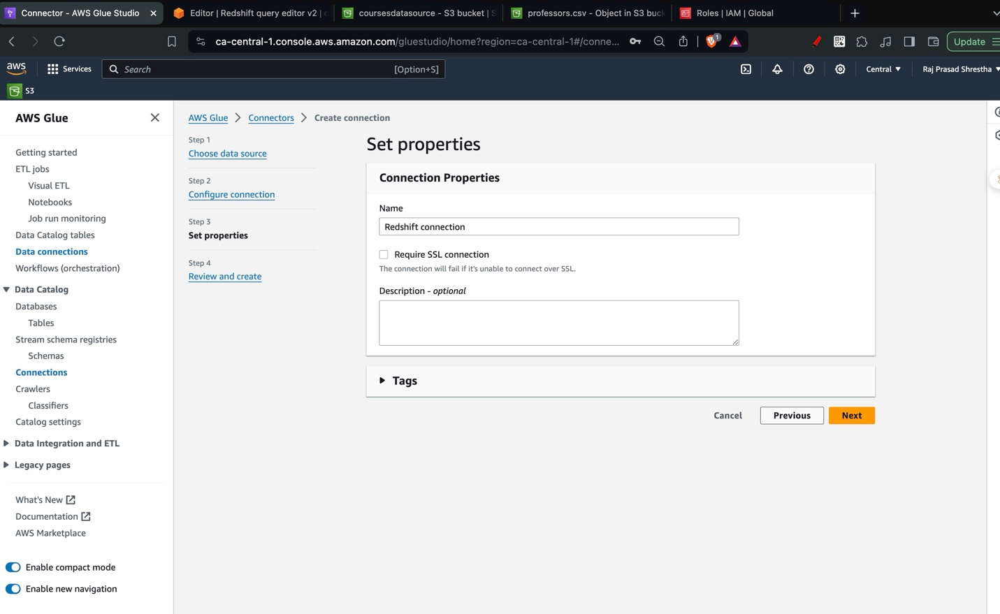 Connector - AWS Glue Studio
Editor | Redshift query editor v2 |
coursesdatasource - S3 bucket |
professors.csv - Object in S3 buck
Roles | IAM | Global
ca-central-1.console.aws.amazon.com/gluestudio/home?region=ca-central-1#/conne...
1
Update
aws
Services
Search
[Option+S]
Central
Raj Prasad Shrestha
S3
AWS Glue
Getting started
ETL jobs
Visual ETL
Notebooks
Job run monitoring
Data Catalog tables
Data connections
Workflows (orchestration)
Data Catalog
Databases
Tables
Stream schema registries
Schemas
Connections
Crawlers
Classifiers
Catalog settings
Data Integration and ETL
Legacy pages
What's New
Documentation
AWS Marketplace
Enable compact mode
Enable new navigation
AWS Glue > Connectors > Create connection
Step 1
Choose data source
Step 2
Configure connection
Step 3
Set properties
Step 4
Review and create
Set properties
Connection Properties
Name
Redshift connection
Require SSL connection
The connection will fail if it's unable to connect over SSL.
Description - optional
Tags
Cancel
Previous
Next